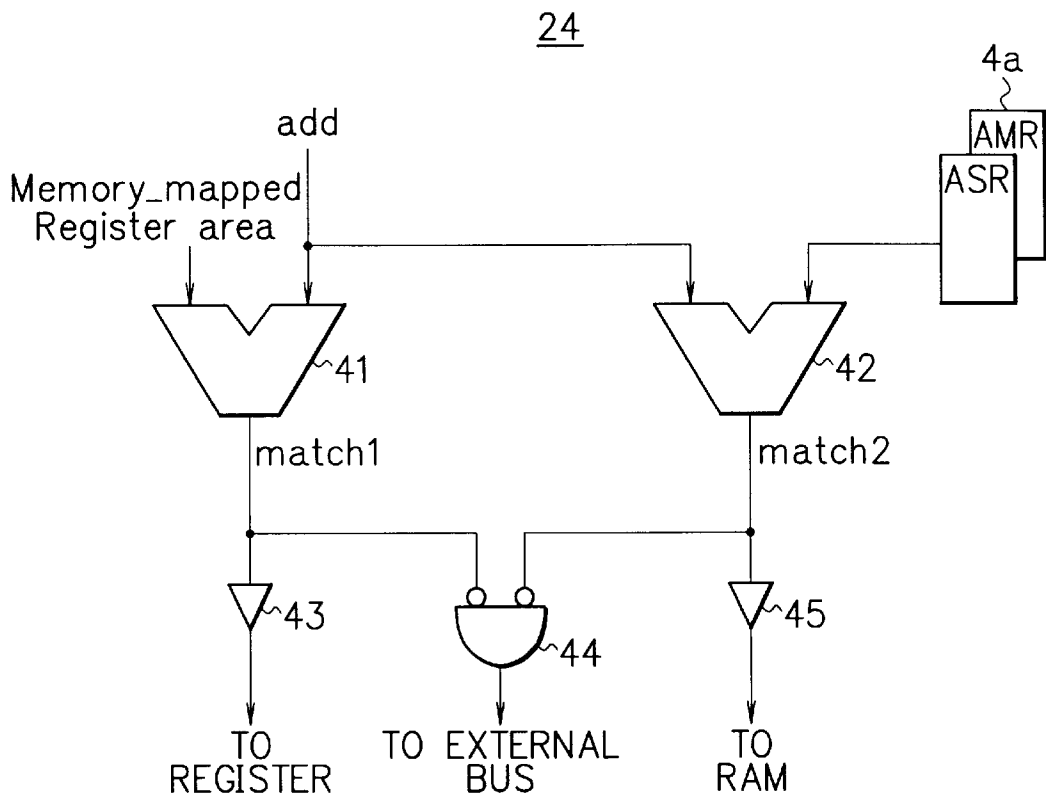 24
4a
add
AMR
ASR
Memory_mapped
Register area
41
42
match1
match2
43
44
45
TO
REGISTER
TO EXTERNAL
BUS
TO
RAM